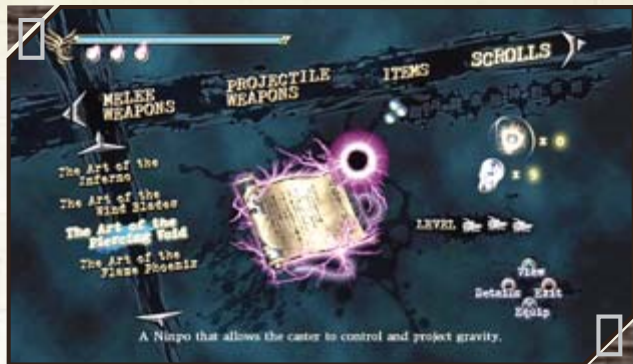 MELEE
WEAPONS
PROJECTILE
WEAPONS
ITEMS
SCROLLS
The Art of the
Inferno
The Art of the
Wind Blades
The Art of the
Piercing Void
The Art of the
Flame Phoenix
x 0
x 5
LEVEL
View
Details Exit
Equip
A Ninpo that allows the caster to control and project gravity.